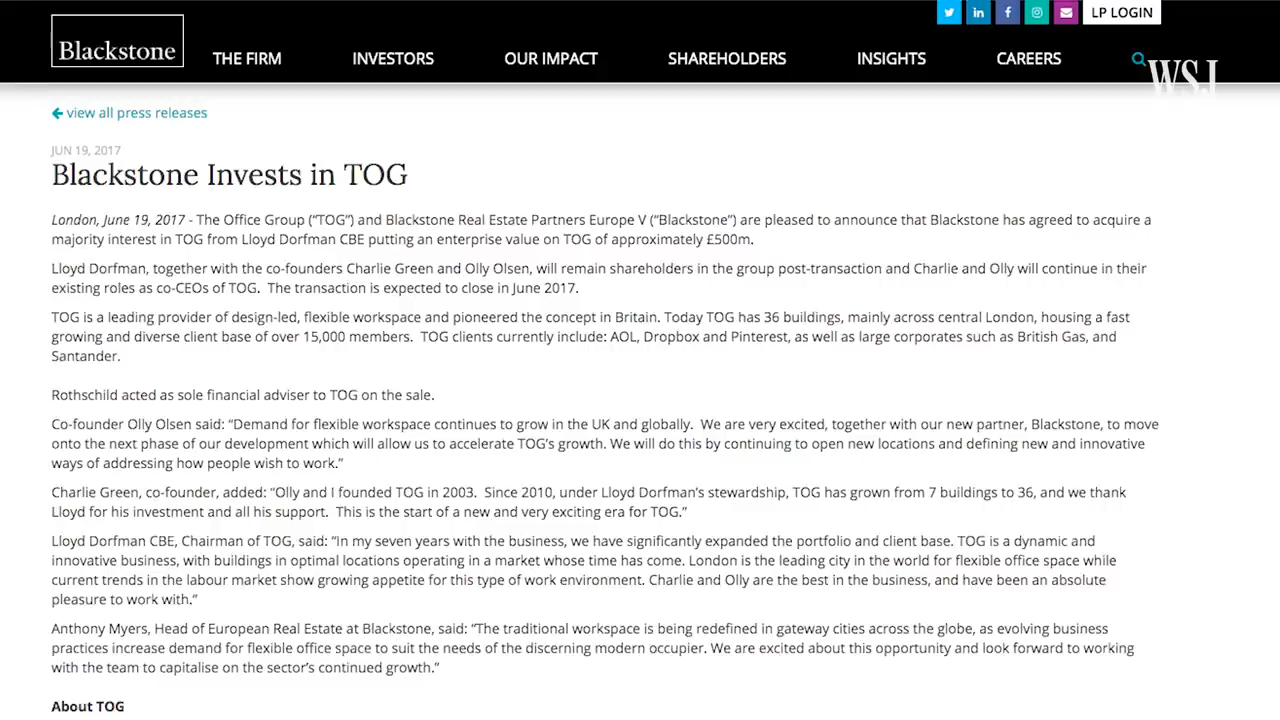 LP LOGIN
Blackstone
THE FIRM
INVESTORS
OUR IMPACT
SHAREHOLDERS
INSIGHTS
CAREERS
WSJ
view all press releases
JUN 19, 2017
Blackstone Invests in TOG
London, June 19, 2017 - The Office Group (“TOG”) and Blackstone Real Estate Partners Europe V (“Blackstone”) are pleased to announce that Blackstone has agreed to acquire a
majority interest in TOG from Lloyd Dorfman CBE putting an enterprise value on TOG of approximately £500m.
Lloyd Dorfman, together with the co-founders Charlie Green and Olly Olsen, will remain shareholders in the group post-transaction and Charlie and Olly will continue in their
existing roles as co-CEOs of TOG. The transaction is expected to close in June 2017.
TOG is a leading provider of design-led, flexible workspace and pioneered the concept in Britain. Today TOG has 36 buildings, mainly across central London, housing a fast
growing and diverse client base of over 15,000 members. TOG clients currently include: AOL, Dropbox and Pinterest, as well as large corporates such as British Gas, and
Santander.
Rothschild acted as sole financial adviser to TOG on the sale.
Co-founder Olly Olsen said: “Demand for flexible workspace continues to grow in the UK and globally. We are very excited, together with our new partner, Blackstone, to move
onto the next phase of our development which will allow us to accelerate TOG’s growth. We will do this by continuing to open new locations and defining new and innovative
ways of addressing how people wish to work.”
Charlie Green, co-founder, added: “Olly and I founded TOG in 2003. Since 2010, under Lloyd Dorfman’s stewardship, TOG has grown from 7 buildings to 36, and we thank
Lloyd for his investment and all his support. This is the start of a new and very exciting era for TOG.”
Lloyd Dorfman CBE, Chairman of TOG, said: “In my seven years with the business, we have significantly expanded the portfolio and client base. TOG is a dynamic and
innovative business, with buildings in optimal locations operating in a market whose time has come. London is the leading city in the world for flexible office space while
current trends in the labour market show growing appetite for this type of work environment. Charlie and Olly are the best in the business, and have been an absolute
pleasure to work with.”
Anthony Myers, Head of European Real Estate at Blackstone, said: “The traditional workspace is being redefined in gateway cities across the globe, as evolving business
practices increase demand for flexible office space to suit the needs of the discerning modern occupier. We are excited about this opportunity and look forward to working
with the team to capitalise on the sector’s continued growth.”
About TOG